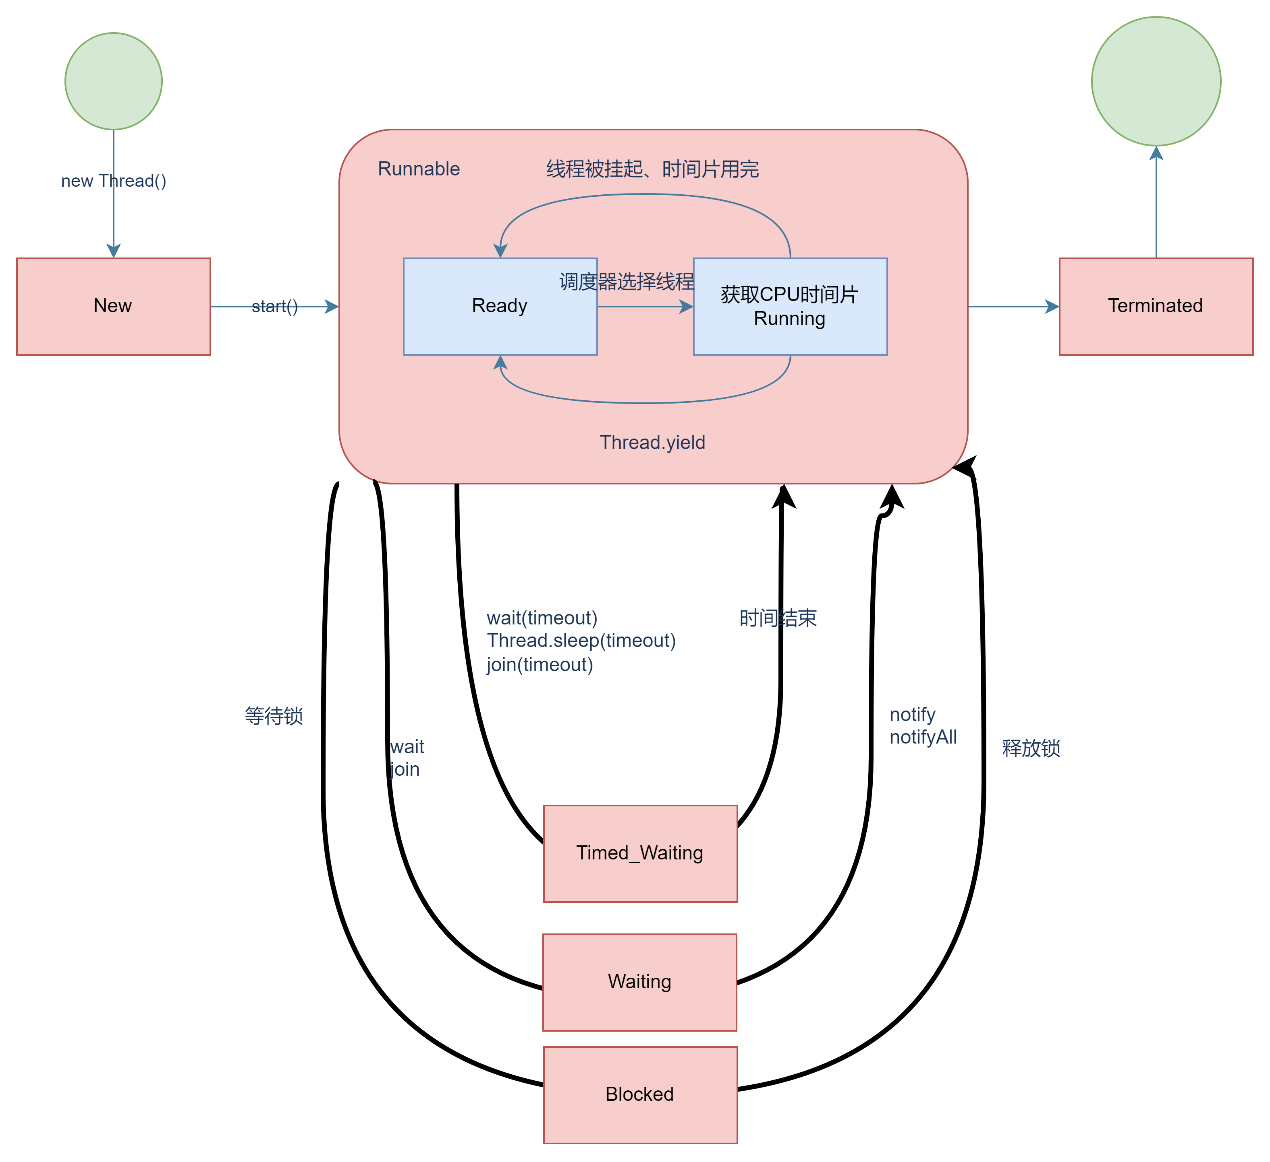 new Thread()
New
start()
Runnable
线程被挂起、时间片用完
Ready
调度器选择线程
获取CPU时间片
Running
Thread.yield
Terminated
wait(timeout)
Thread.sleep(timeout)
join(timeout)
时间结束
等待锁
wait
join
notify
notifyAll
释放锁
Timed_Waiting
Waiting
Blocked